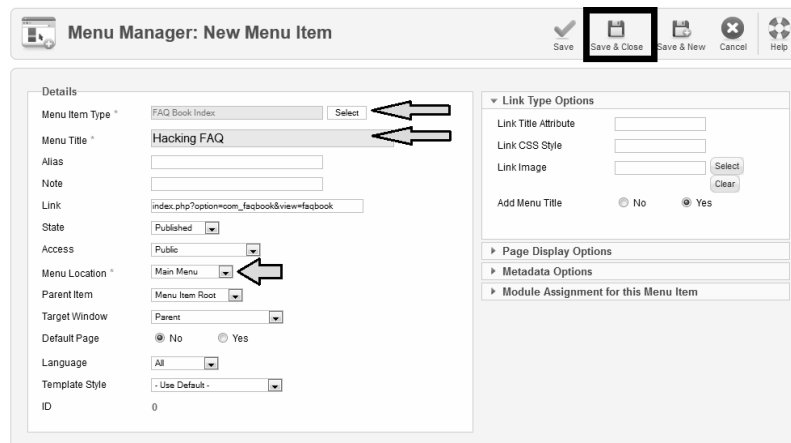 Menu Manager: New Menu Item
Save
Save & Close
Save & New
Cancel
Help
Details
Menu Item Type * FAQ Book Index Select
Menu Title * Hacking FAQ
Alias
Note
Link index.php?option=com_faqbook&view=faqbook
State Published
Access Public
Menu Location * Main Menu
Parent Item Menu Item Root
Target Window Parent
Default Page No Yes
Language All
Template Style - Use Default -
ID 0
Link Type Options
Link Title Attribute
Link CSS Style
Link Image Select
Clear
Add Menu Title No Yes
Page Display Options
Metadata Options
Module Assignment for this Menu Item